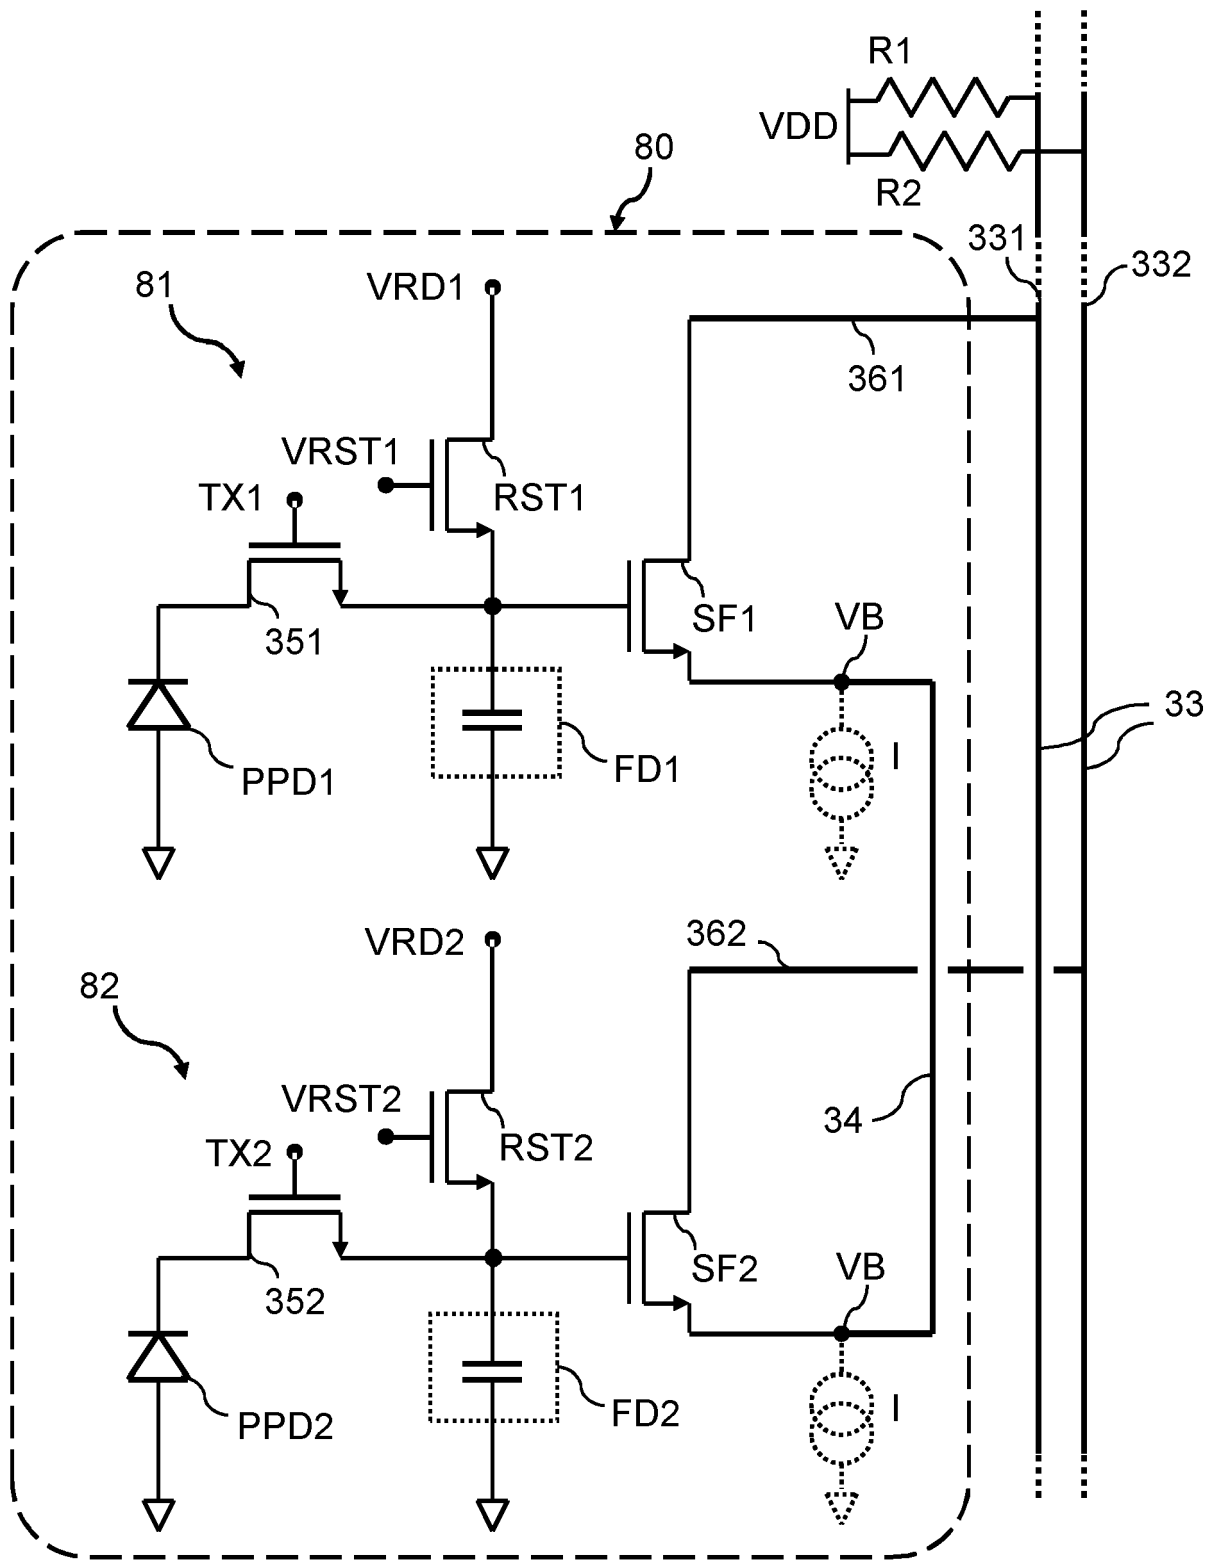 R1
VDD
R2
80
331
332
81
VRD1
361
VRST1
RST1
TX1
SF1
VB
351
33
I
PPD1
FD1
VRD2
362
82
VRST2
34
RST2
TX2
SF2
VB
352
I
PPD2
FD2